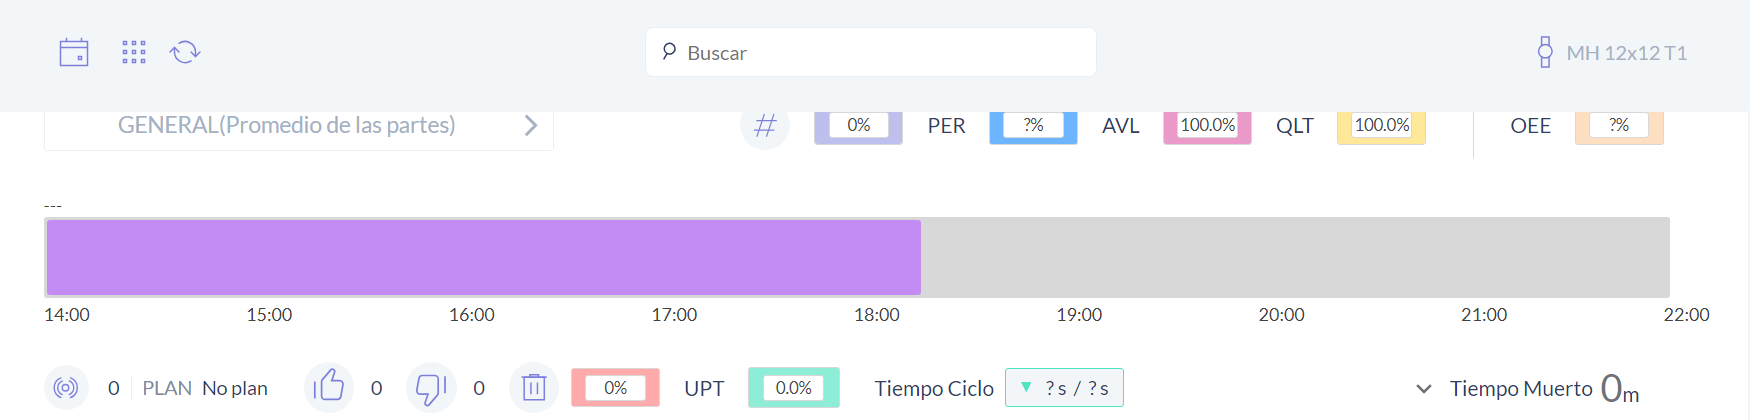 Buscar
MH 12x12 T1
GENERAL(Promedio de las partes)
# 0% PER ?% AVL 100.0% QLT 100.0% OEE ?%
---
14:00 15:00 16:00 17:00 18:00 19:00 20:00 21:00 22:00
0 PLAN No plan 0 0 0% UPT 0.0% Tiempo Ciclo ▼ ? s / ? s Tiempo Muerto 0m